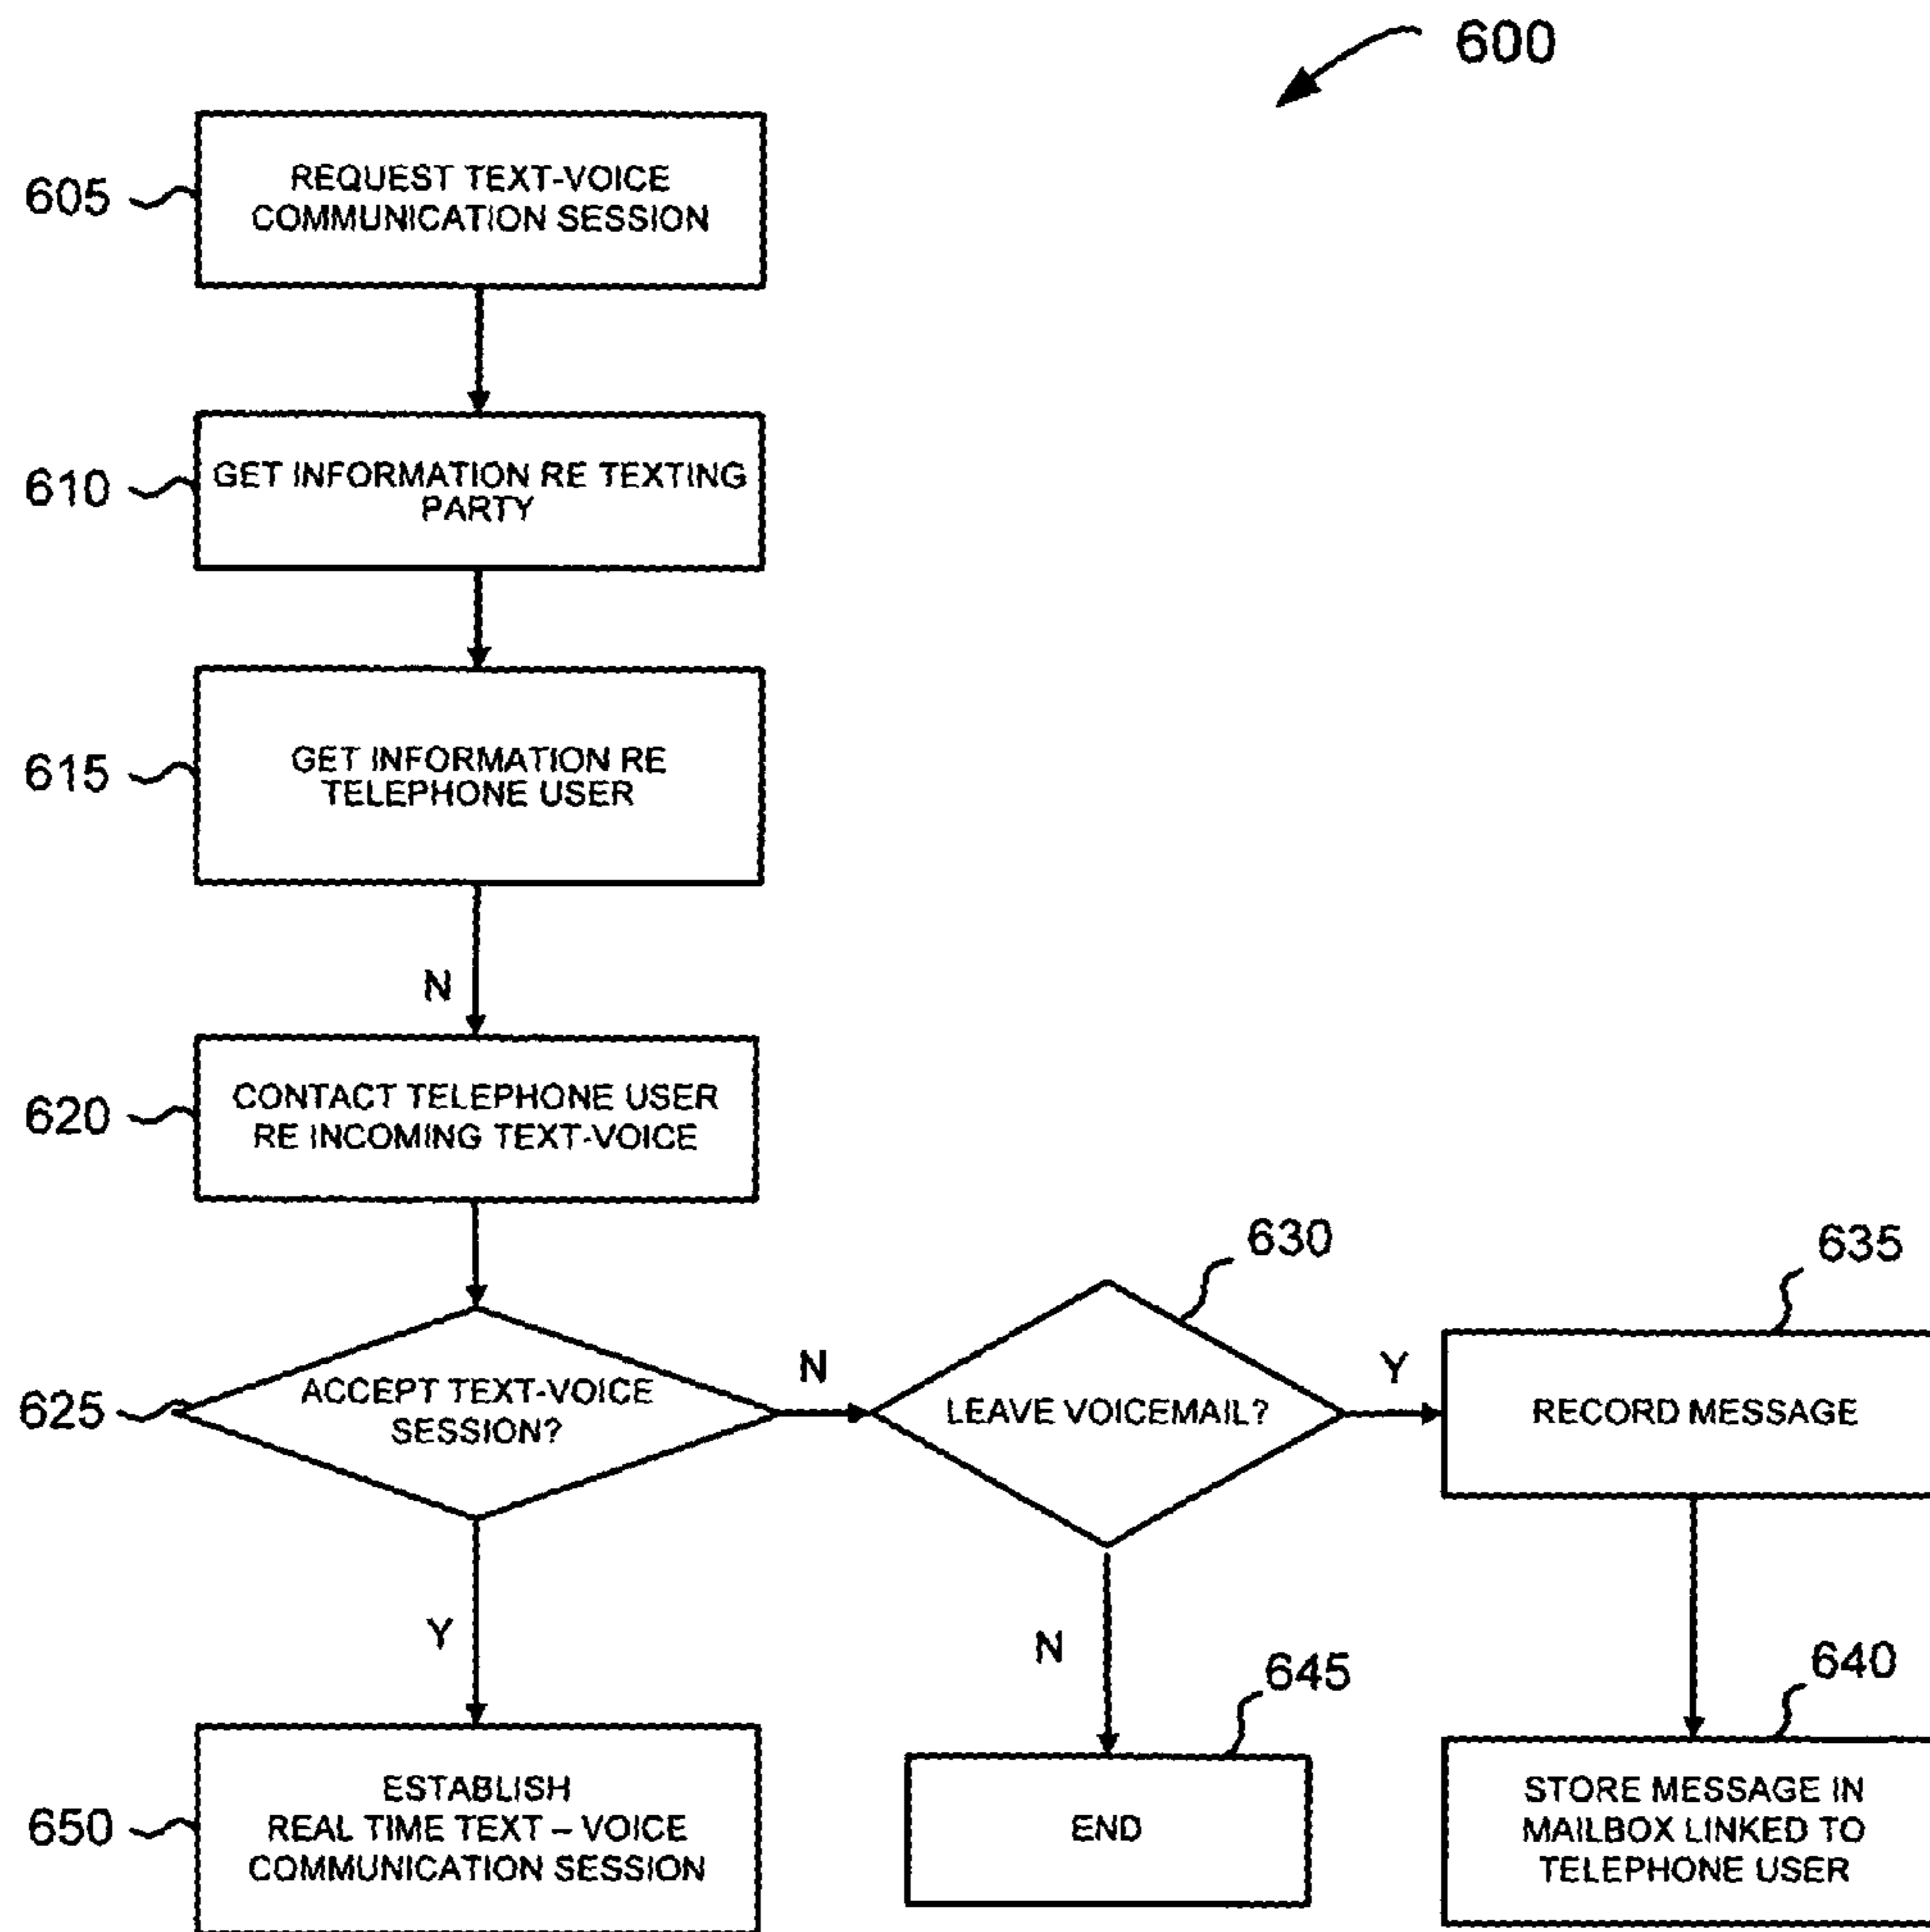 600
605
REQUEST TEXT-VOICE
COMMUNICATION SESSION
610
GET INFORMATION RE TEXTING
PARTY
615
GET INFORMATION RE
TELEPHONE USER
N
620
CONTACT TELEPHONE USER
RE INCOMING TEXT-VOICE
625
ACCEPT TEXT-VOICE
SESSION?
N
630
LEAVE VOICEMAIL?
Y
635
RECORD MESSAGE
Y
N
650
ESTABLISH
REAL TIME TEXT – VOICE
COMMUNICATION SESSION
645
END
640
STORE MESSAGE IN
MAILBOX LINKED TO
TELEPHONE USER